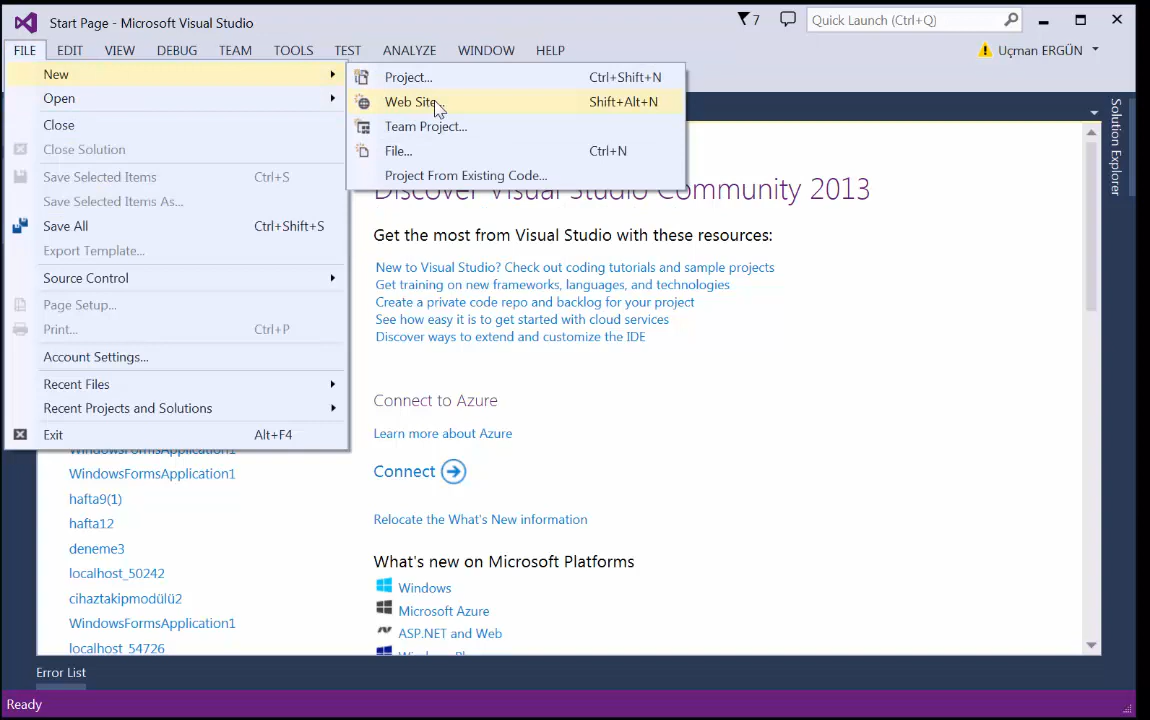 Start Page - Microsoft Visual Studio
7
Quick Launch (Ctrl+Q)
FILE EDIT VIEW DEBUG TEAM TOOLS TEST ANALYZE WINDOW HELP
Uçman ERGÜN
New
Open
Close
Close Solution
Save Selected Items Ctrl+S
Save Selected Items As...
Save All Ctrl+Shift+S
Export Template...
Source Control
Page Setup...
Print... Ctrl+P
Account Settings...
Recent Files
Recent Projects and Solutions
Exit Alt+F4
Project... Ctrl+Shift+N
Web Site... Shift+Alt+N
Team Project...
File... Ctrl+N
Project From Existing Code...
Solution Explorer
Discover Visual Studio Community 2013
Get the most from Visual Studio with these resources:
New to Visual Studio? Check out coding tutorials and sample projects
Get training on new frameworks, languages, and technologies
Create a private code repo and backlog for your project
See how easy it is to get started with cloud services
Discover ways to extend and customize the IDE
Connect to Azure
Learn more about Azure
Connect
Relocate the What's New information
What's new on Microsoft Platforms
Windows
Microsoft Azure
ASP.NET and Web
WindowsFormsApplication1
WindowsFormsApplication1
hafta9(1)
hafta12
deneme3
localhost_50242
cihaztakipmodülü2
WindowsFormsApplication1
localhost_54726
Error List
Ready